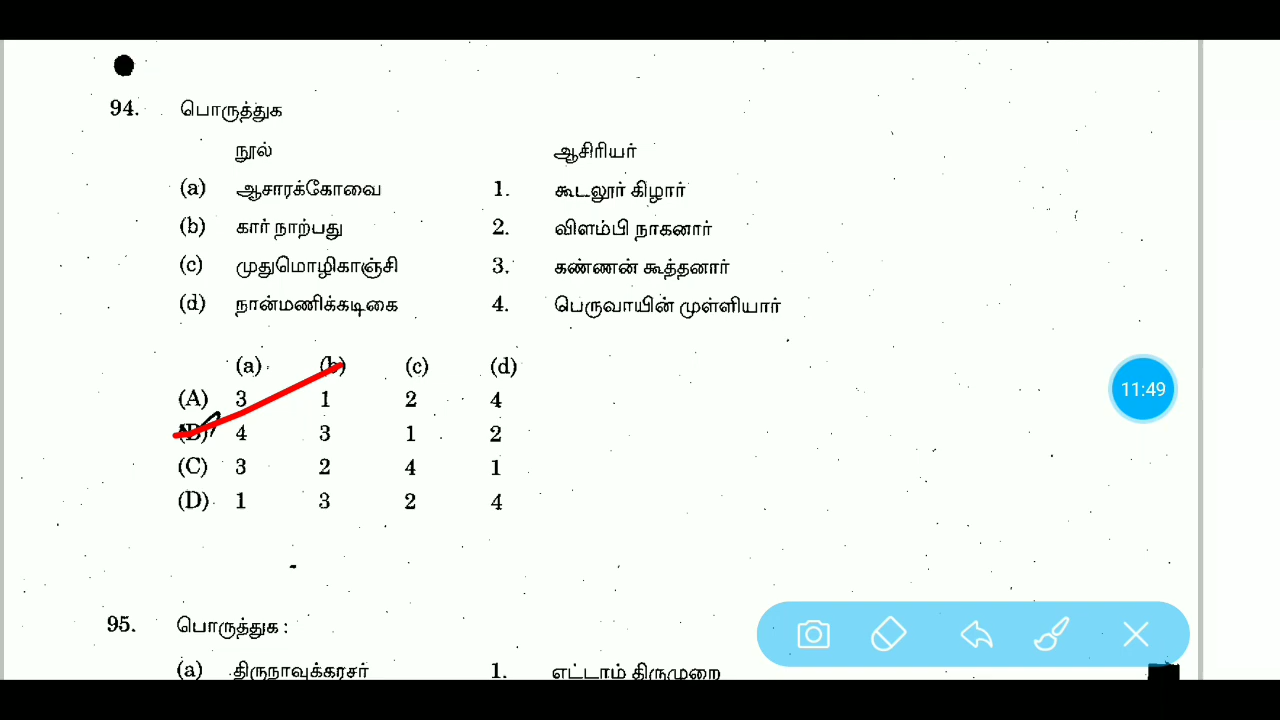 94. பொருத்துக
நூல் ஆசிரியர்
(a) ஆசாரக்கோவை 1. கூடலூர் கிழார்
(b) கார் நாற்பது 2. விளம்பி நாகனார்
(c) முதுமொழிகாஞ்சி 3. கண்ணன் கூத்தனார்
(d) நான்மணிக்கடிகை 4. பெருவாயின் முள்ளியார்
(a) (b) (c) (d)
(A) 3 1 2 4
(B) 4 3 1 2
(C) 3 2 4 1
(D) 1 3 2 4
11:49
95. பொருத்துக :
(a) திருநாவுக்கரசர் 1. எட்டாம் திருமுறை